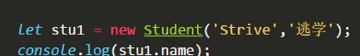 let stu1 = new Student('Strive','逃学');
console.log(stu1.name);